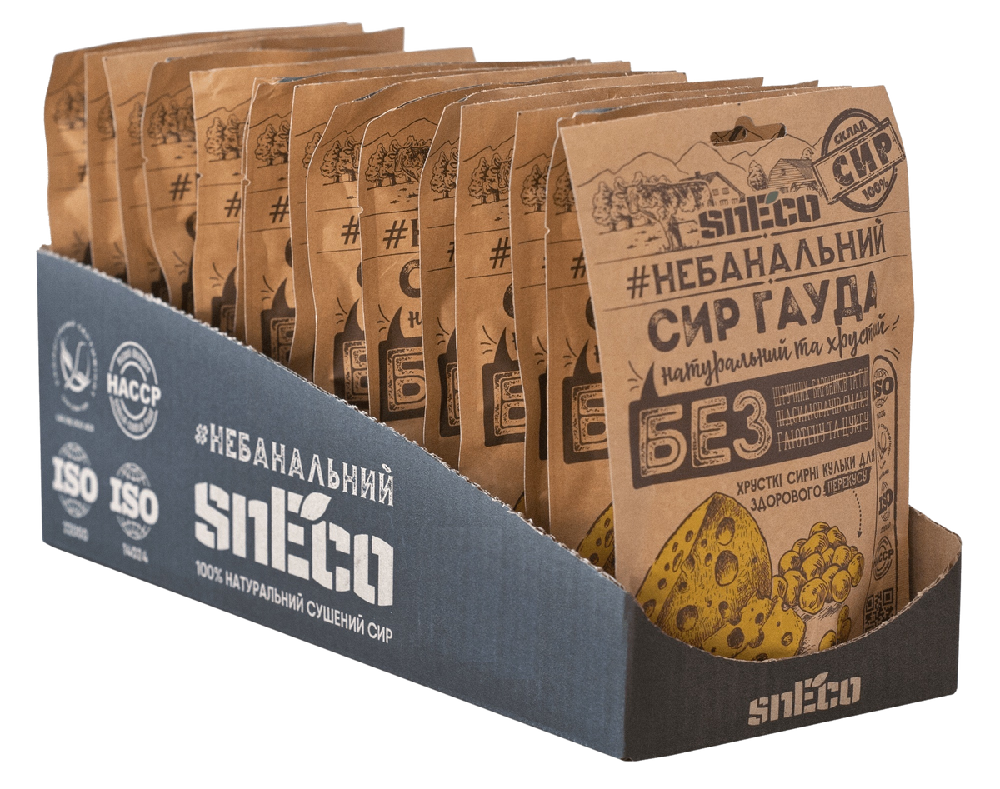 СКЛАД
СИР
100%
SnEco
#НЕБАНАЛЬНИЙ
СИР ГАУДА
натуральний та хрусткий
БЕЗ
ШТУЧНИХ БАРВНИКІВ ТА ГМО
ПІДСИЛЮВАЧІВ СМАКУ
ГЛЮТЕНУ ТА ЦУКРУ
ХРУСТКІ СИРНІ КУЛЬКИ ДЛЯ
ЗДОРОВОГО ПЕРЕКУСУ
ISO
ISO
HACCP
HACCP
ISO
ISO
14024
#НЕБАНАЛЬНИЙ
SnEco
100% НАТУРАЛЬНИЙ СУШЕНИЙ СИР
SnEco